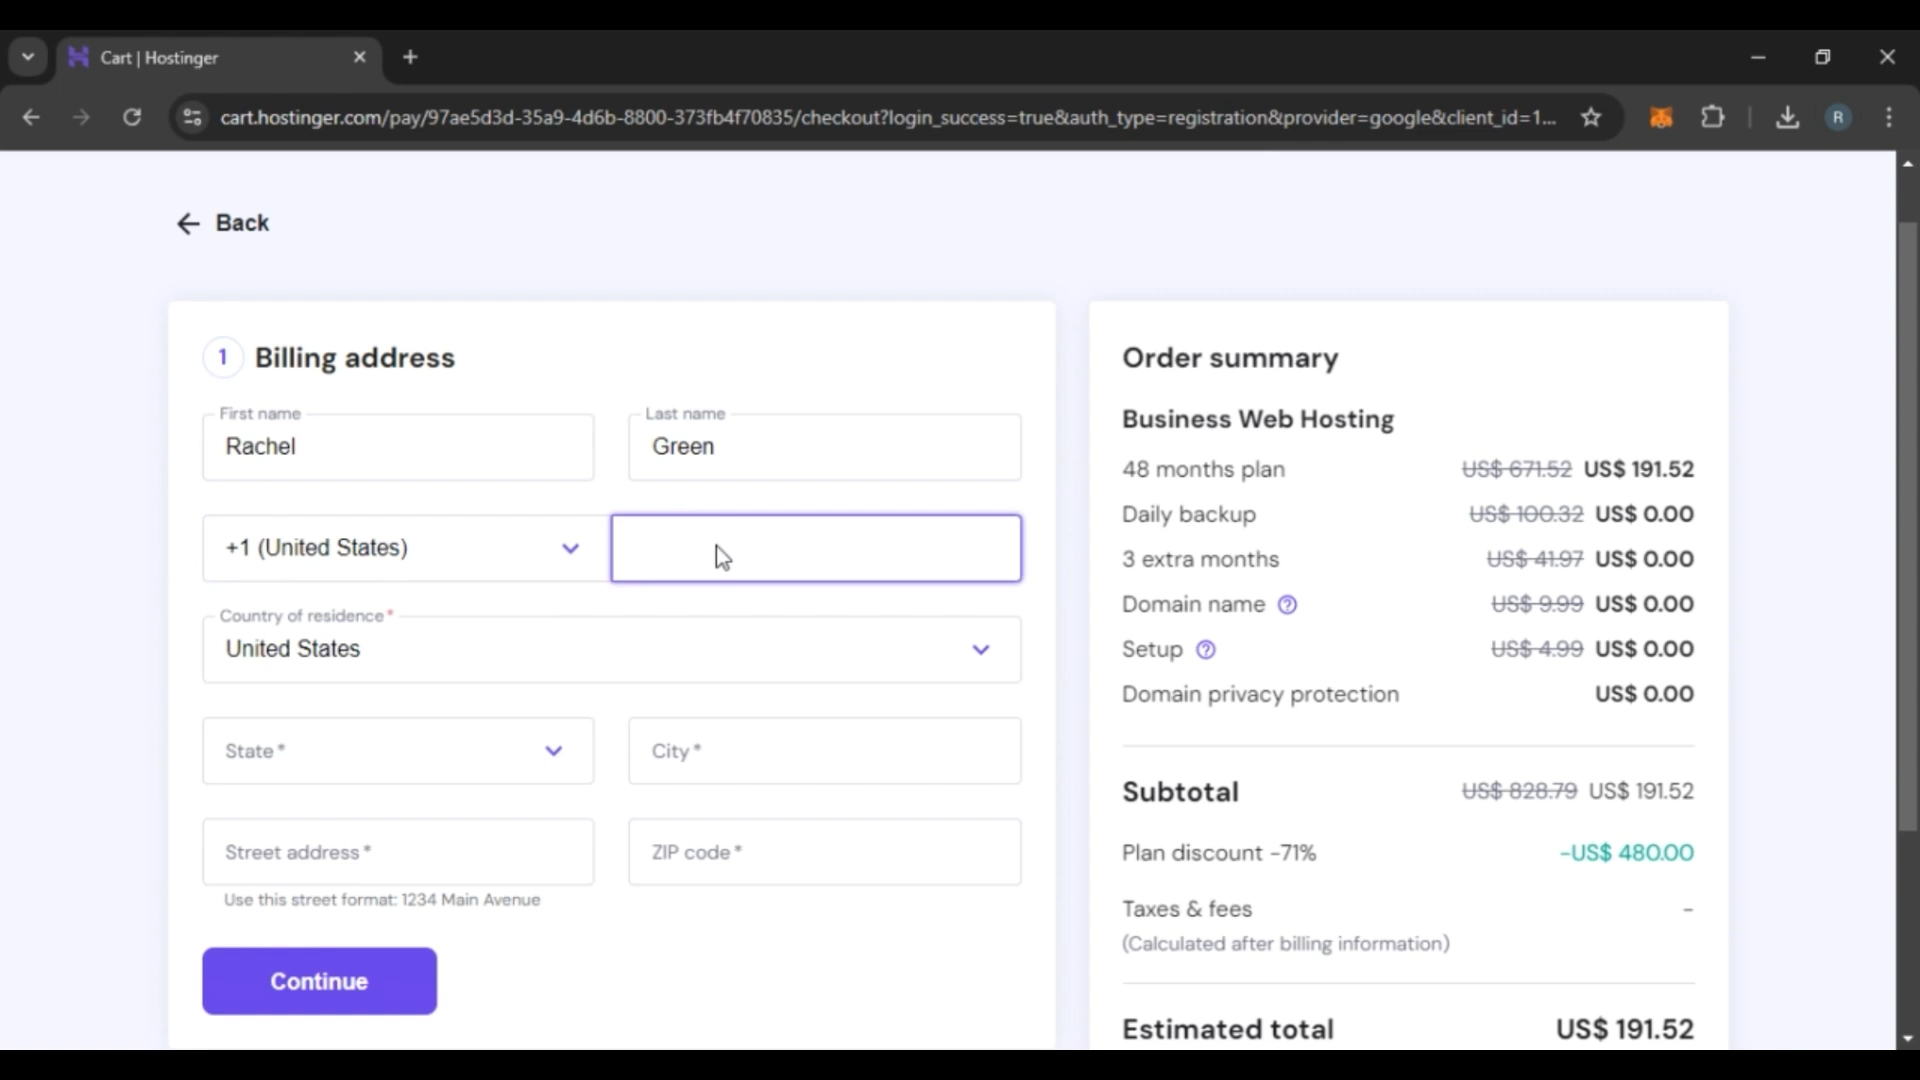 Cart | Hostinger
cart.hostinger.com/pay/97ae5d3d-35a9-4d6b-8800-373fb4f70835/checkout?login_success=true&auth_type=registration&provider=google&client_id=1...
R
Back
1 Billing address
First name
Rachel
Last name
Green
+1 (United States)
Country of residence*
United States
State*
City*
Street address*
ZIP code*
Use this street format: 1234 Main Avenue
Continue
Order summary
Business Web Hosting
48 months plan US$ 671.52 US$ 191.52
Daily backup US$ 100.32 US$ 0.00
3 extra months US$ 41.97 US$ 0.00
Domain name US$ 9.99 US$ 0.00
Setup US$ 4.99 US$ 0.00
Domain privacy protection US$ 0.00
Subtotal US$ 828.79 US$ 191.52
Plan discount -71% -US$ 480.00
Taxes & fees -
(Calculated after billing information)
Estimated total US$ 191.52